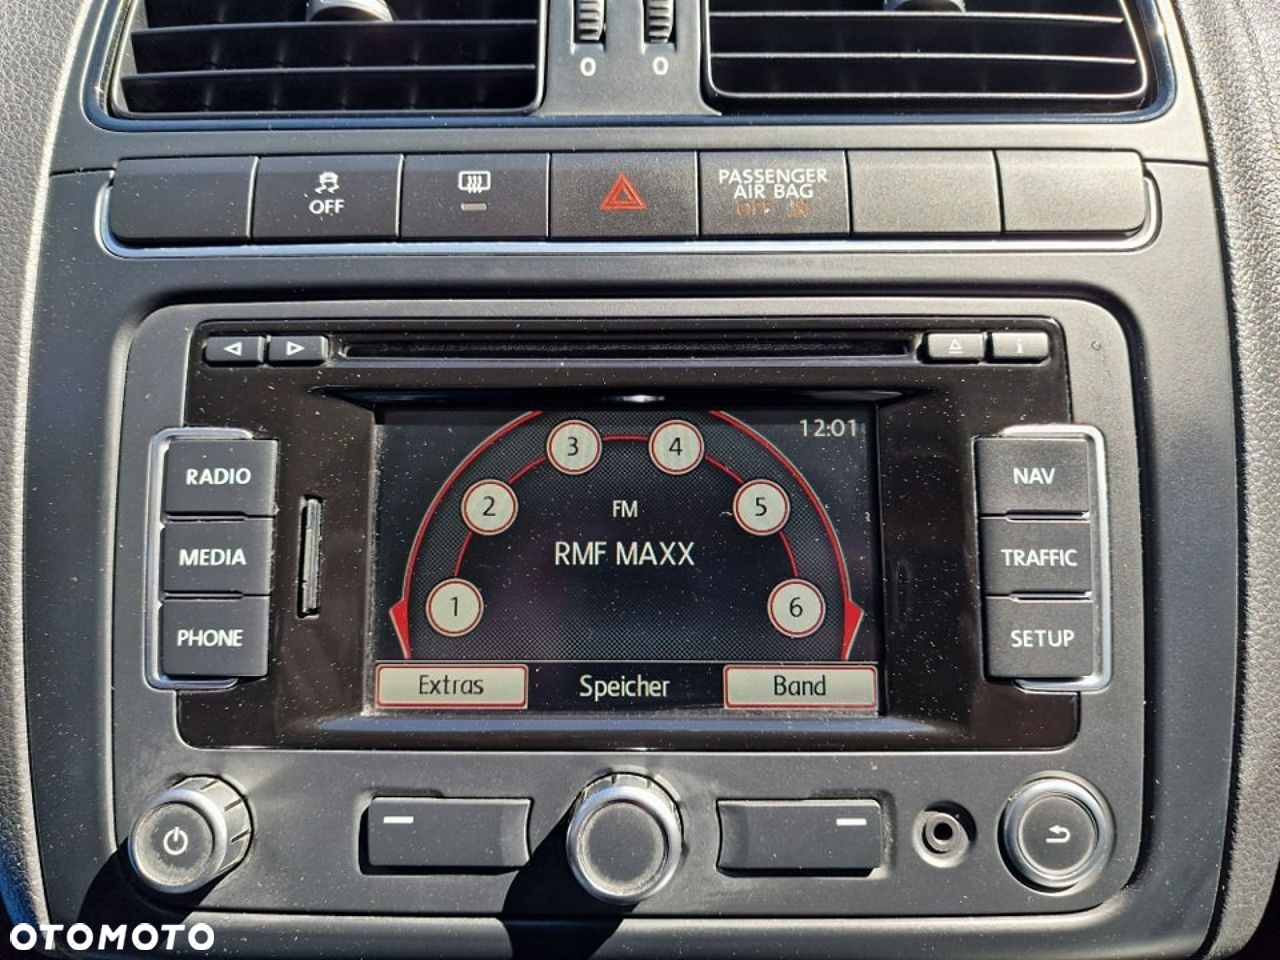 0 0
OFF
PASSENGER
AIR BAG
RADIO
MEDIA
PHONE
12:01
3 4
2 5
1 6
FM
RMF MAXX
Extras Speicher Band
NAV
TRAFFIC
SETUP
OTOMOTO